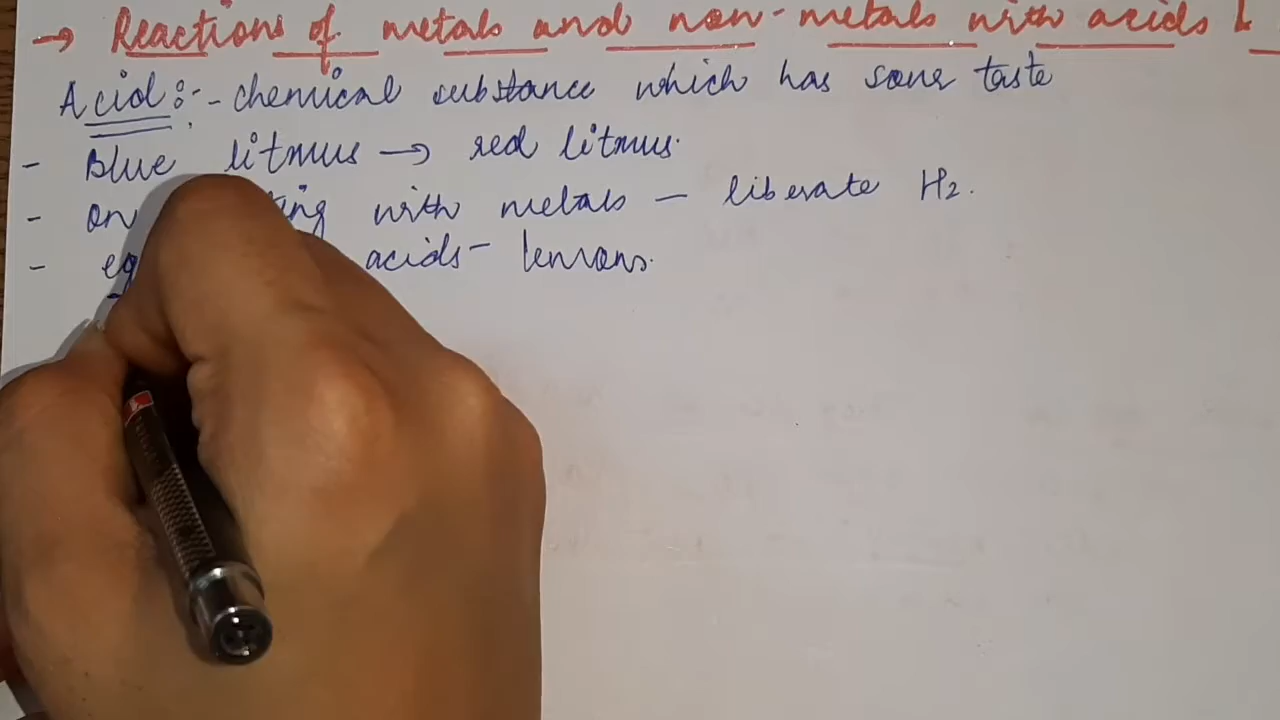 → Reactions of metals and non-metals with acids
Acid :- chemical substance which has sour taste
- Blue litmus → red litmus.
- on with metals - liberate H2.
- acids - lemons.